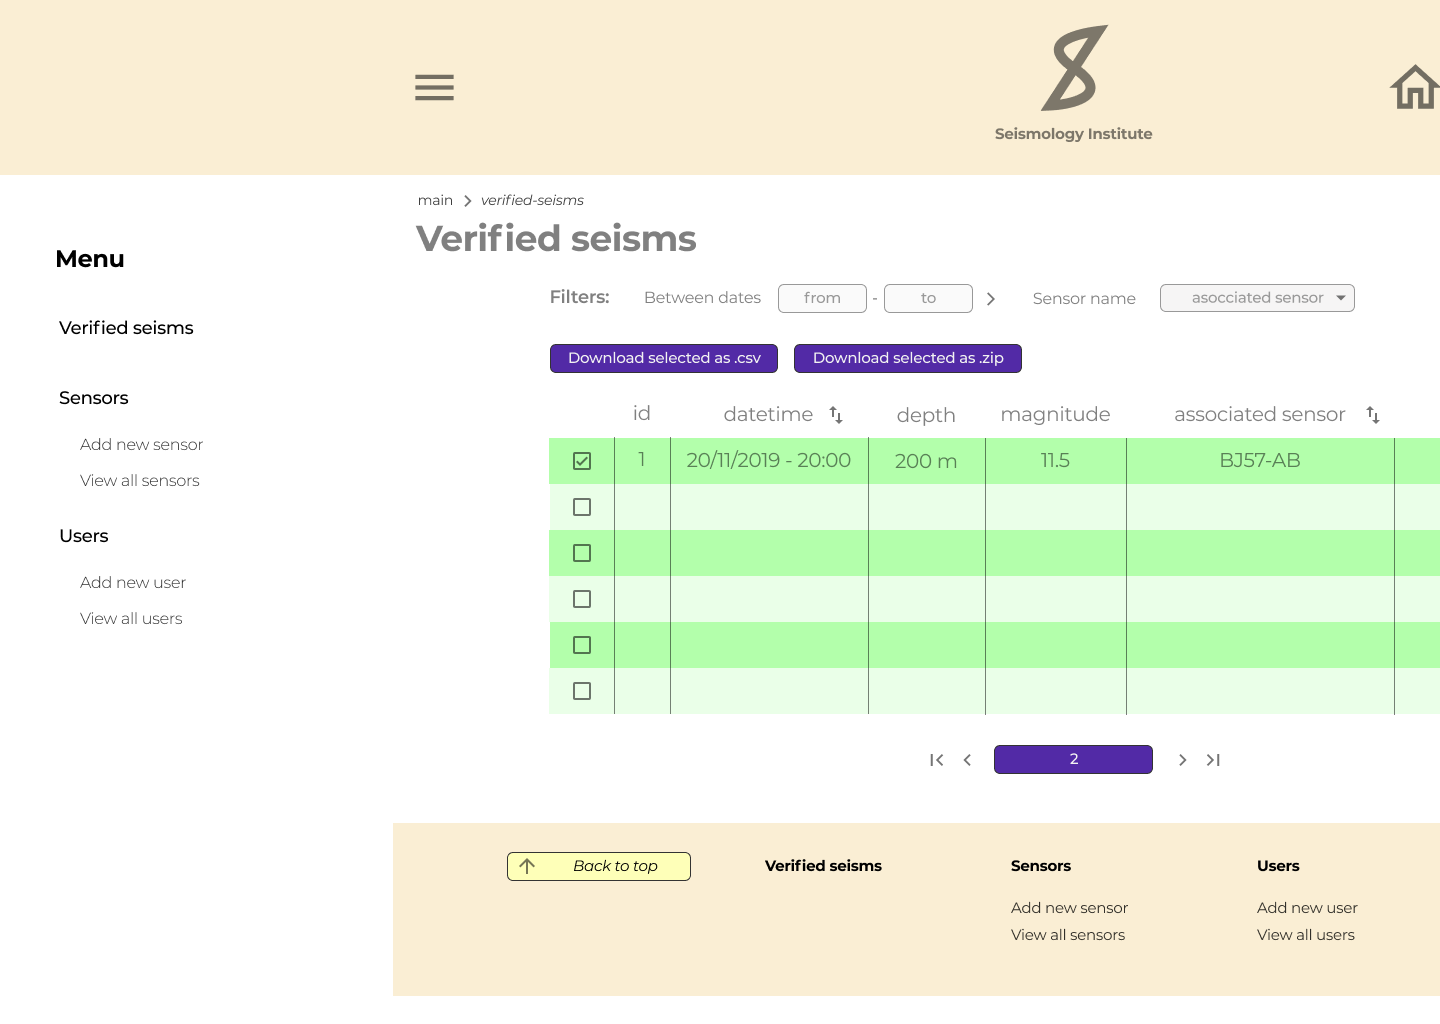 Seismology Institute
main > verified-seisms
Verified seisms
Menu
Verified seisms
Sensors
Add new sensor
View all sensors
Users
Add new user
View all users
Filters: Between dates from - to > Sensor name asocciated sensor
Download selected as .csv Download selected as .zip
id datetime depth magnitude associated sensor
1 20/11/2019 - 20:00 200 m 11.5 BJ57-AB
2
Back to top
Verified seisms
Sensors
Add new sensor
View all sensors
Users
Add new user
View all users